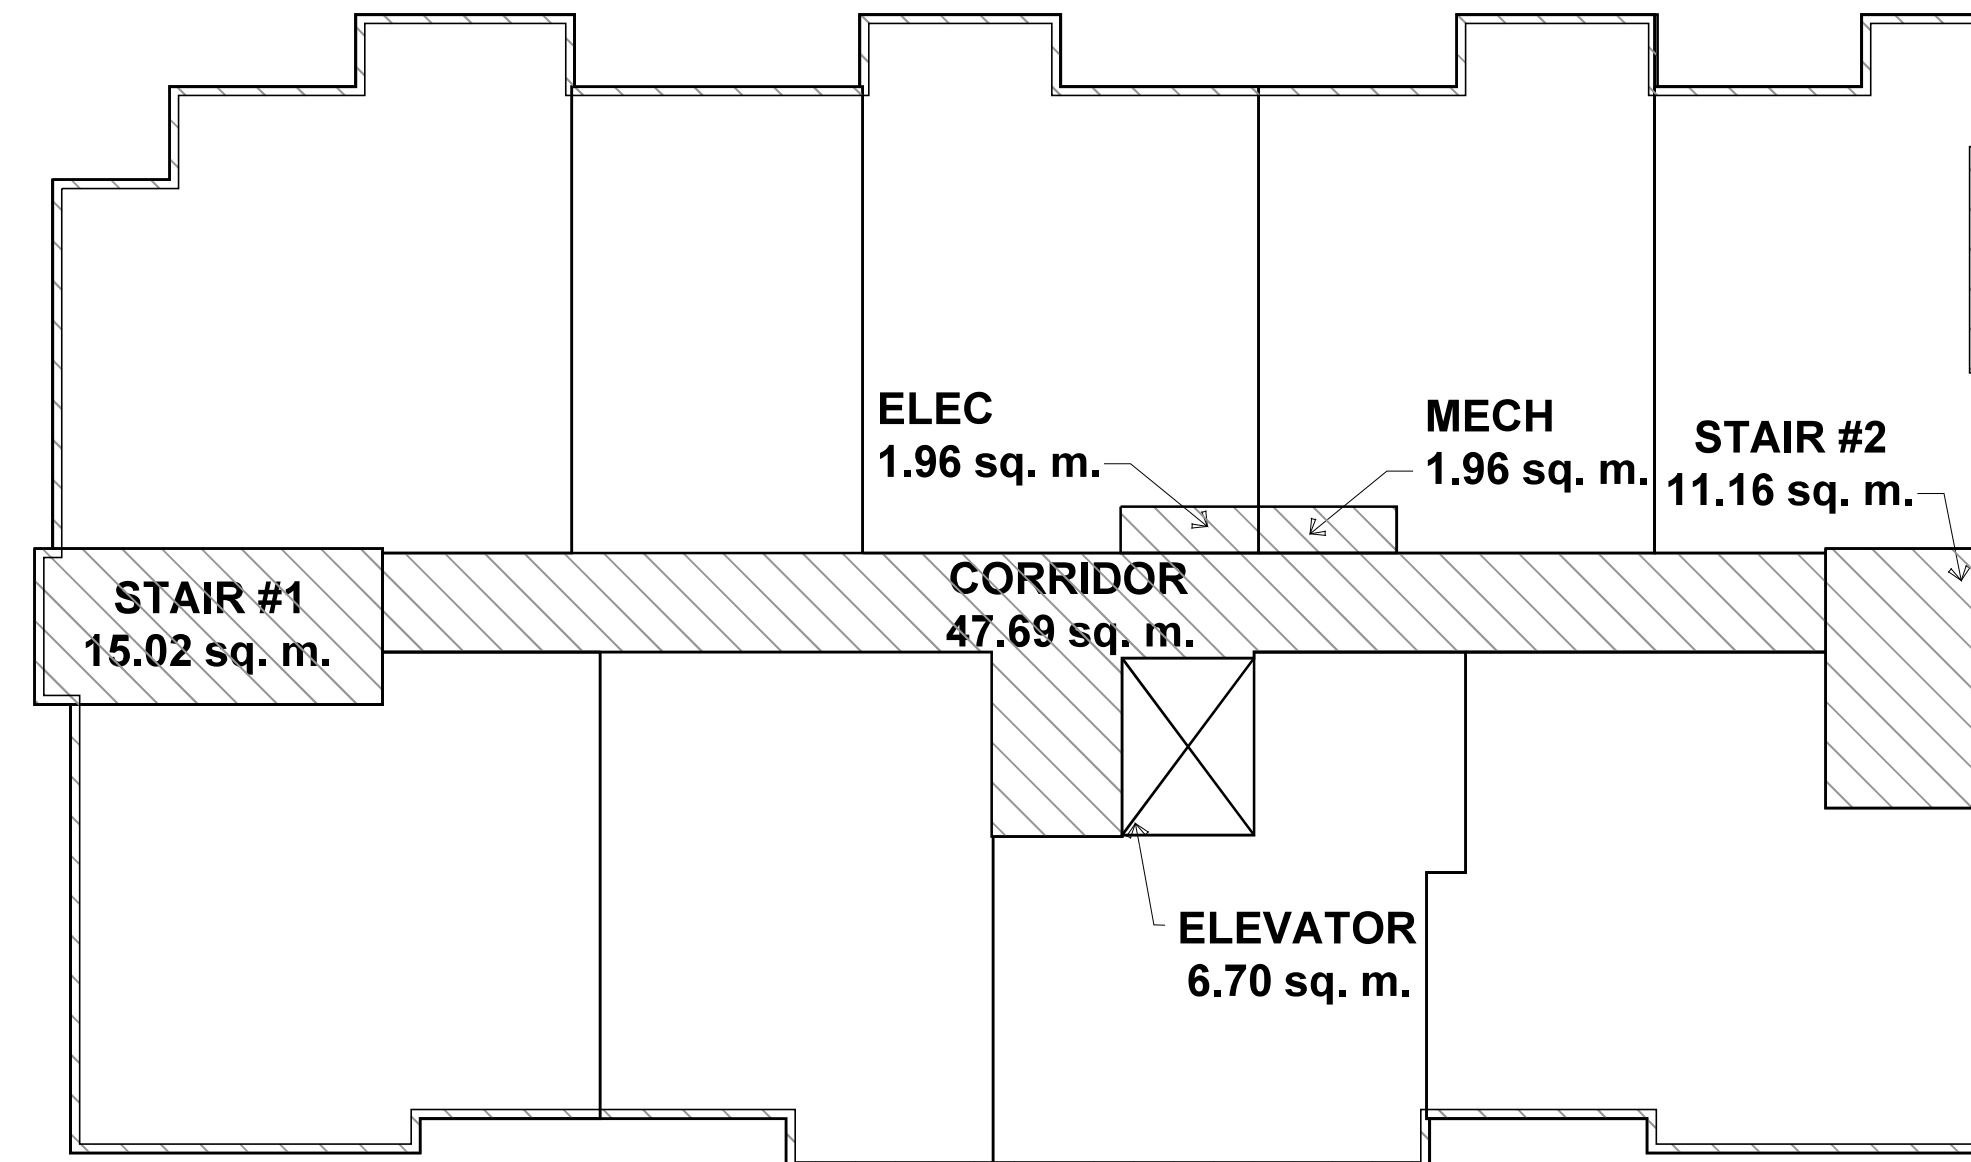 ELEC
1.96 sq. m.
MECH
1.96 sq. m.
STAIR #2
11.16 sq. m.
STAIR #1
15.02 sq. m.
CORRIDOR
47.69 sq. m.
ELEVATOR
6.70 sq. m.